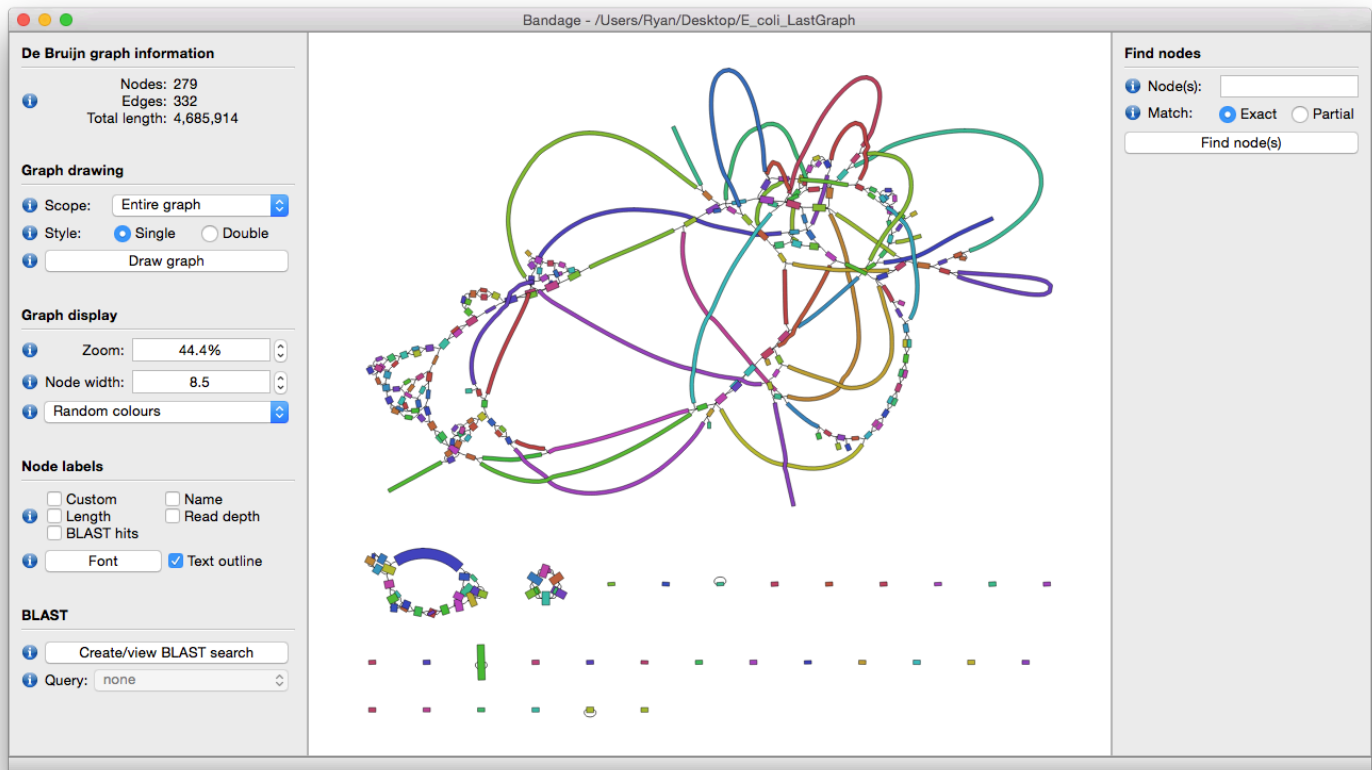 Bandage - /Users/Ryan/Desktop/E_coli_LastGraph
De Bruijn graph information
Nodes: 279
Edges: 332
Total length: 4,685,914
Graph drawing
Scope: Entire graph
Style: Single Double
Draw graph
Graph display
Zoom: 44.4%
Node width: 8.5
Random colours
Node labels
Custom Name
Length Read depth
BLAST hits
Font Text outline
BLAST
Create/view BLAST search
Query: none
Find nodes
Node(s):
Match: Exact Partial
Find node(s)